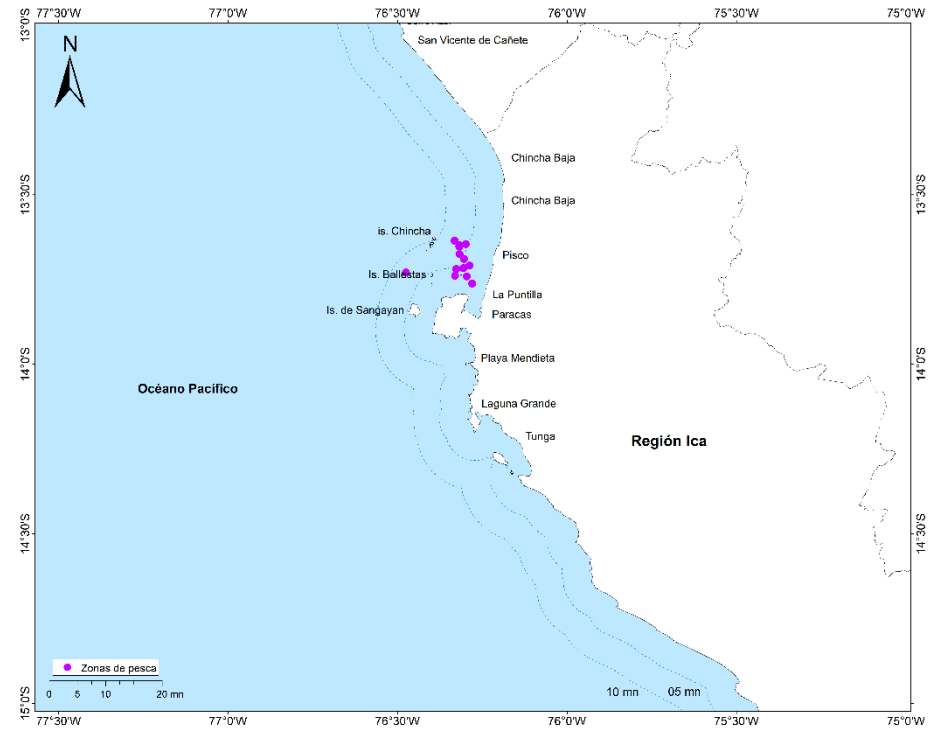 77°30'W 77°0'W 76°30'W 76°0'W 75°30'W 75°0'W
13°0'S 13°0'S
N
San Vicente de Cañete
Chincha Baja
13°30'S 13°30'S
Chincha Baja
is. Chincha
Pisco
Is. Ballestas
La Puntilla
Is. de Sangayan
Paracas
Playa Mendieta
14°0'S 14°0'S
Océano Pacifico
Laguna Grande
Tunga
Región Ica
14°30'S 14°30'S
Zonas de pesca
0 5 10 20 mn
10 mn 05 mn
15°0'S 15°0'S
77°30'W 77°0'W 76°30'W 76°0'W 75°30'W 75°0'W